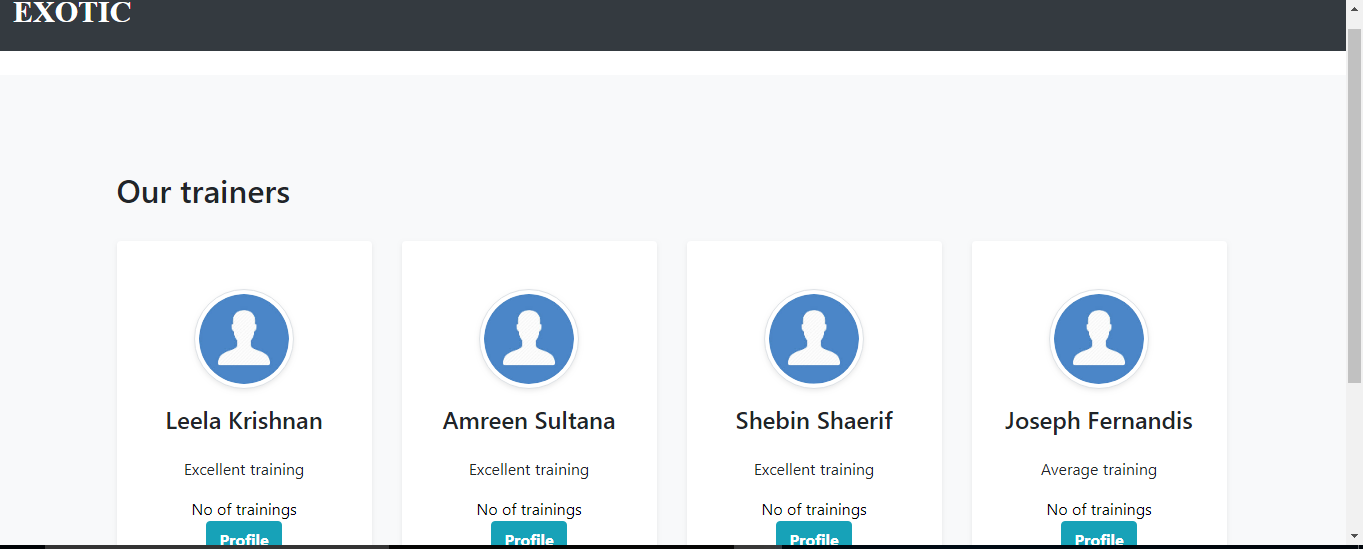 EXOTIC
Our trainers
Leela Krishnan
Excellent training
No of trainings
Profile
Amreen Sultana
Excellent training
No of trainings
Profile
Shebin Shaerif
Excellent training
No of trainings
Profile
Joseph Fernandis
Average training
No of trainings
Profile